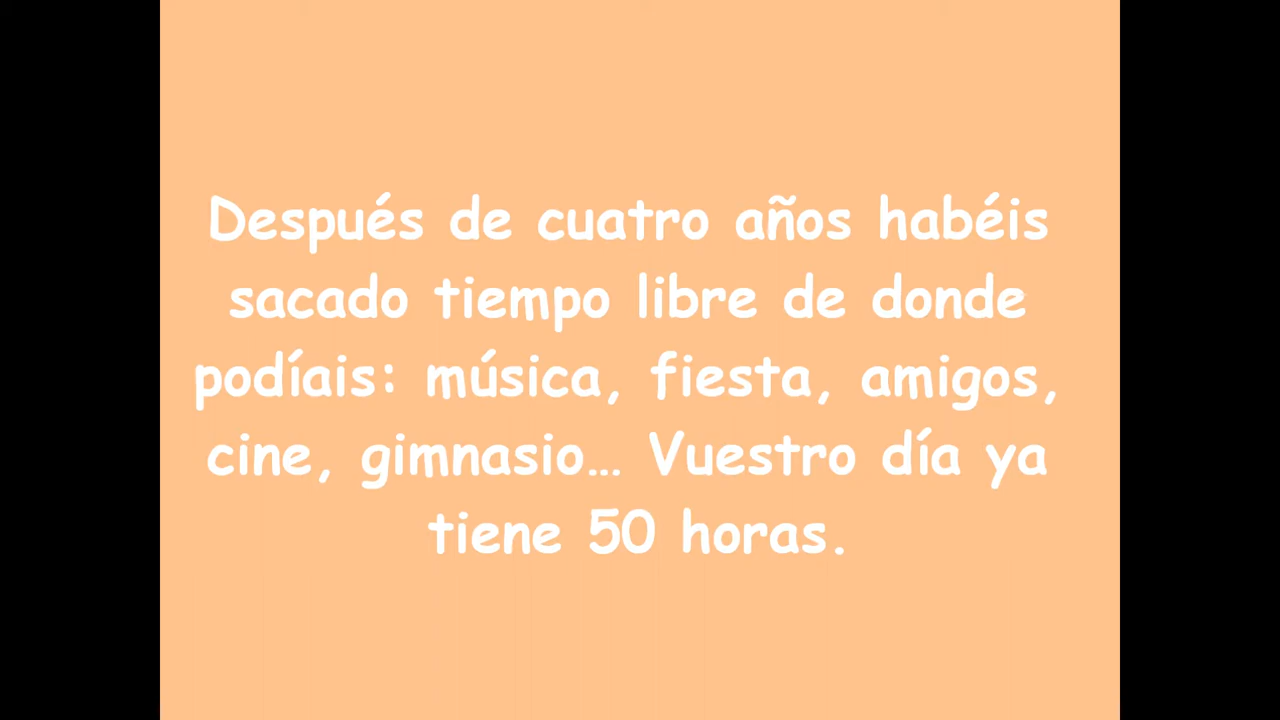 Después de cuatro años habéis
sacado tiempo libre de donde
podíais: música, fiesta, amigos,
cine, gimnasio... Vuestro día ya
tiene 50 horas.